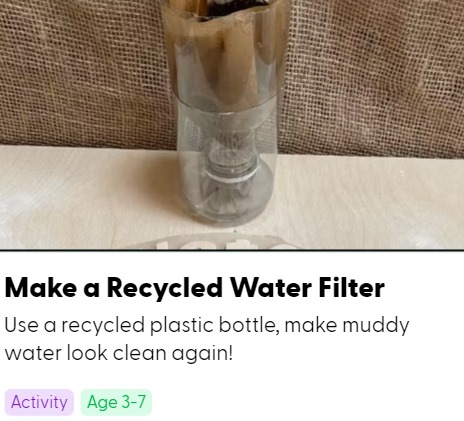 Make a Recycled Water Filter
Use a recycled plastic bottle, make muddy
water look clean again!
Activity
Age 3-7